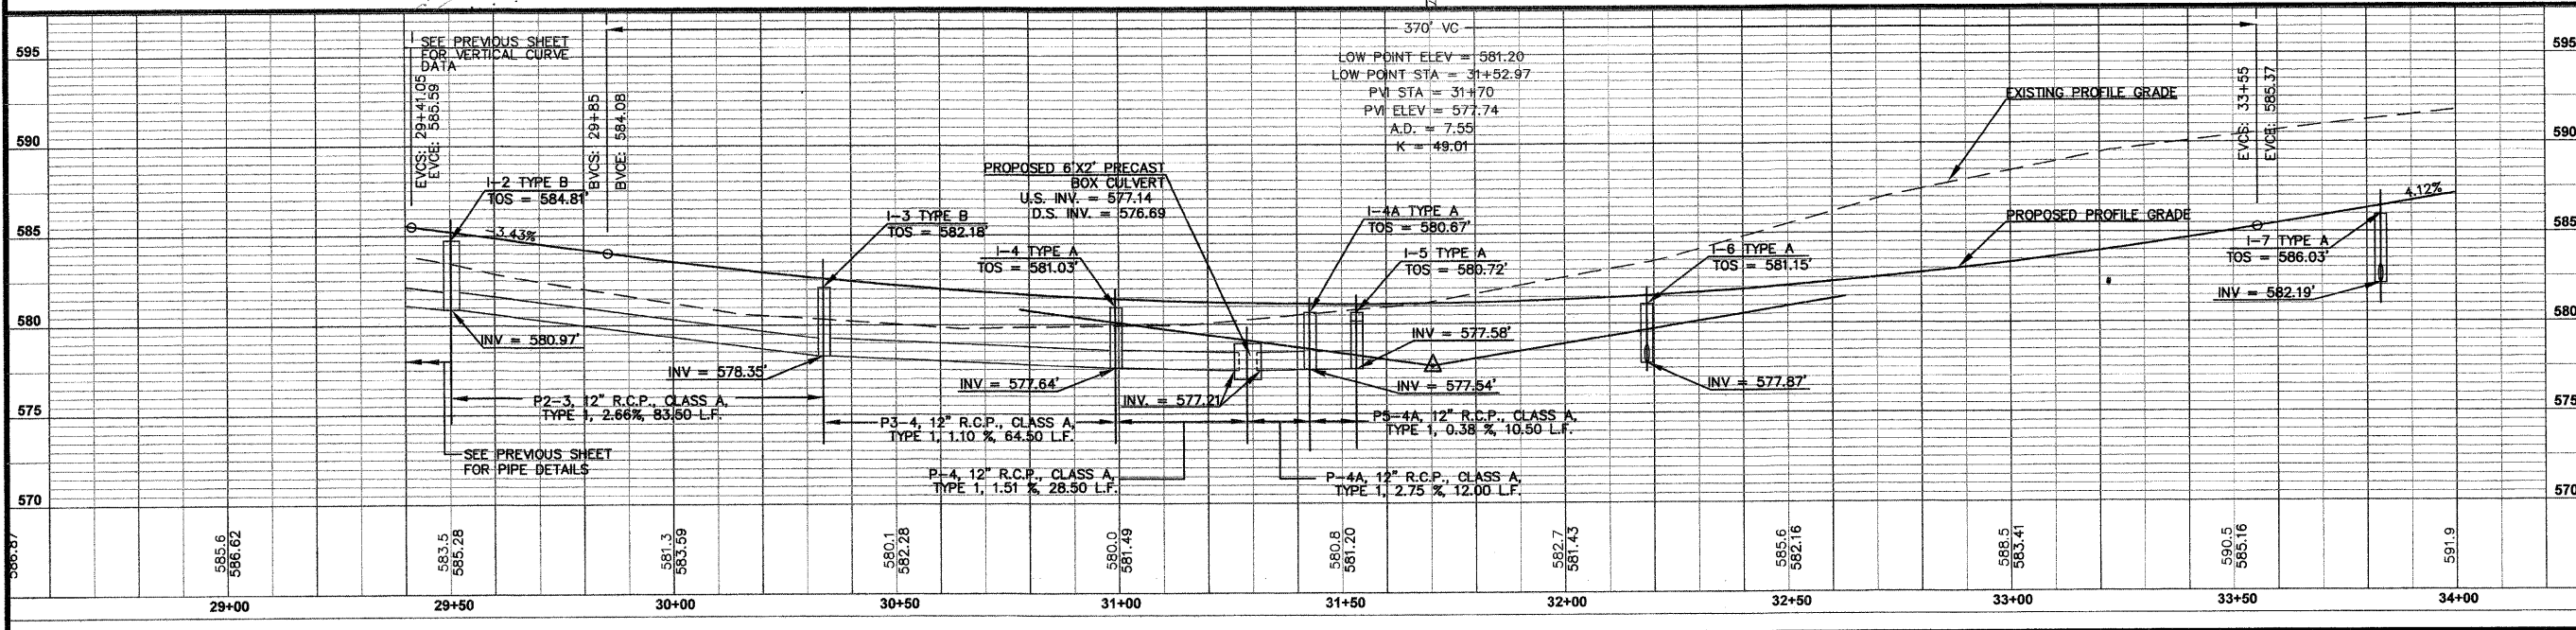 595
590
585
580
575
570
SEE PREVIOUS SHEET
FOR VERTICAL CURVE
DATA
EVCS: 29+41.05
EVCE: 585.59
BVCS: 29+85
BVCE: 584.08
370' VC
LOW POINT ELEV = 581.20
LOW POINT STA = 31+52.97
PVI STA = 31+70
PVI ELEV = 577.74
A.D. = 7.55
K = 49.01
EXISTING PROFILE GRADE
EVCS: 33+55
EVCE: 585.37
595
590
585
580
575
570
I-2 TYPE B
TOS = 584.81'
-3.43%
INV = 580.97'
I-3 TYPE B
TOS = 582.18'
INV = 578.35'
PROPOSED 6'X2' PRECAST
BOX CULVERT
U.S. INV. = 577.14
D.S. INV. = 576.69
I-4 TYPE A
TOS = 581.03'
INV = 577.64'
INV. = 577.21
I-4A TYPE A
TOS = 580.67'
INV = 577.54'
I-5 TYPE A
TOS = 580.72'
INV = 577.58'
I-6 TYPE A
TOS = 581.15'
INV = 577.87'
PROPOSED PROFILE GRADE
4.12%
I-7 TYPE A
TOS = 586.03'
INV = 582.19'
P2-3, 12" R.C.P., CLASS A,
TYPE 1, 2.66%, 83.50 L.F.
SEE PREVIOUS SHEET
FOR PIPE DETAILS
P3-4, 12" R.C.P., CLASS A,
TYPE 1, 1.10 %, 64.50 L.F.
P-4, 12" R.C.P., CLASS A,
TYPE 1, 1.51 %, 28.50 L.F.
P5-4A, 12" R.C.P., CLASS A,
TYPE 1, 0.38 %, 10.50 L.F.
P-4A, 12" R.C.P., CLASS A,
TYPE 1, 2.75 %, 12.00 L.F.
585.6
586.62
583.5
585.28
581.3
583.59
580.1
582.28
580.0
581.49
580.8
581.20
582.7
581.43
585.6
582.16
588.5
583.41
590.5
585.16
591.9
29+00
29+50
30+00
30+50
31+00
31+50
32+00
32+50
33+00
33+50
34+00